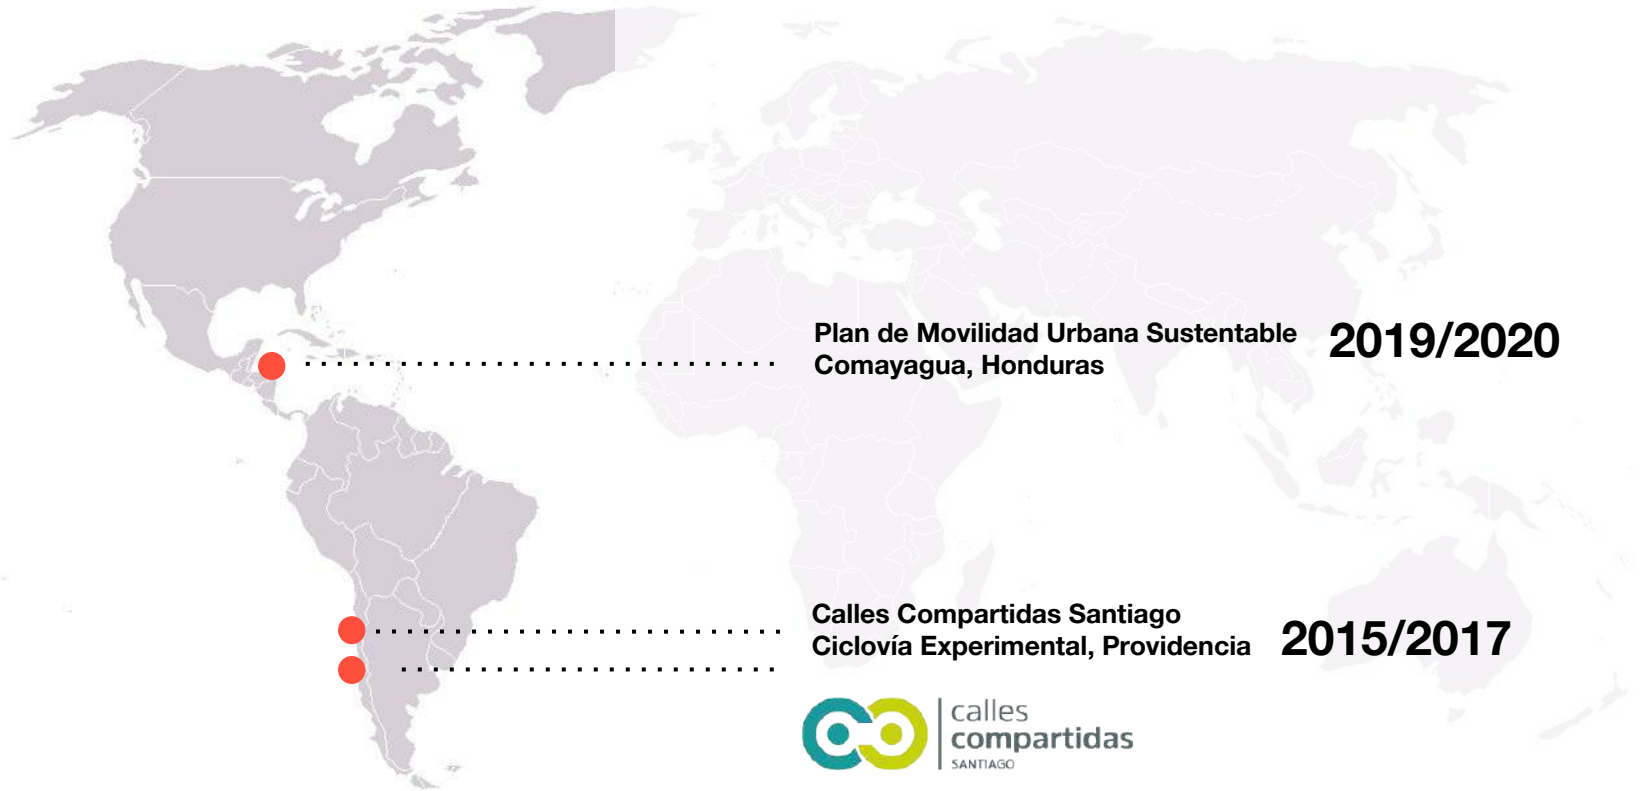 Plan de Movilidad Urbana Sustentable
Comayagua, Honduras
2019/2020
Calles Compartidas Santiago
Ciclovía Experimental, Providencia
2015/2017
calles
compartidas
SANTIAGO